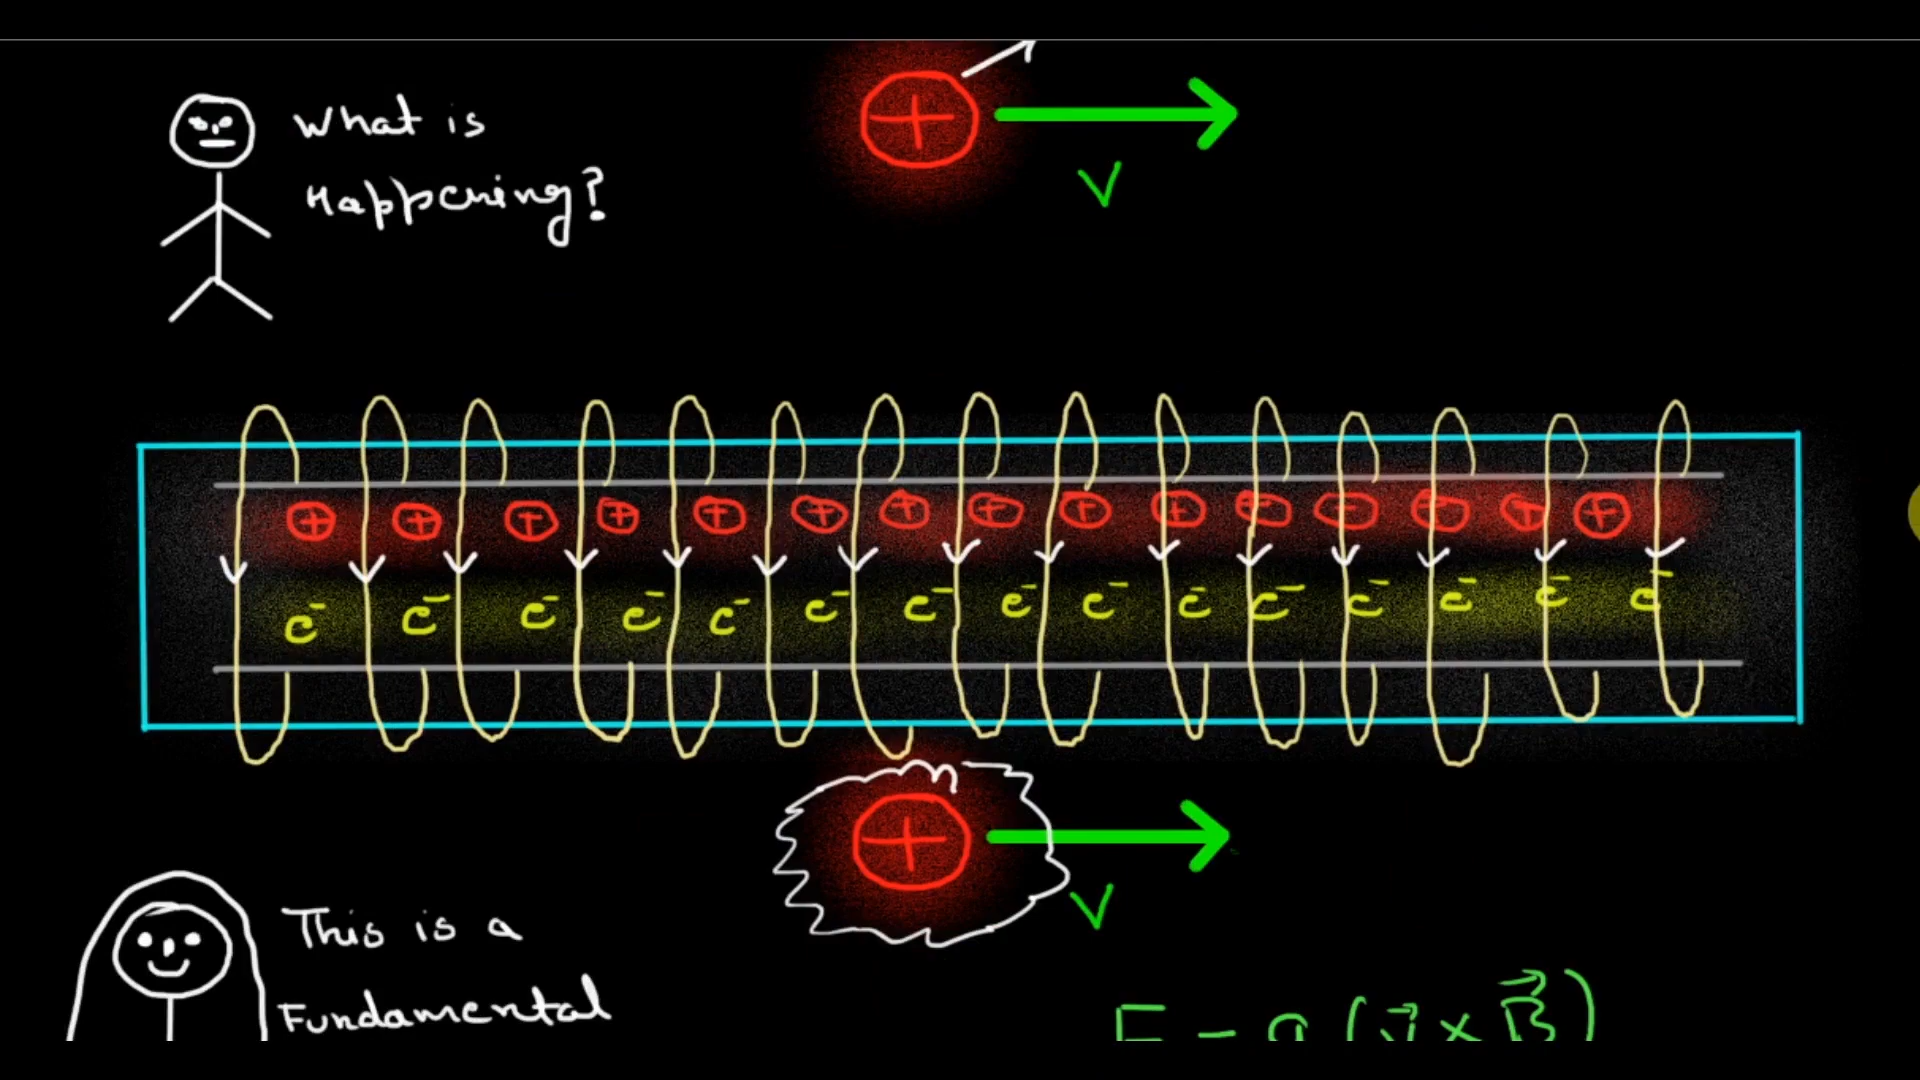 What is
Happening?
+
V
+ + + + + + + + + + + + + + +
e⁻ e⁻ e⁻ e⁻ e⁻ e⁻ e⁻ e⁻ e⁻ e⁻ e⁻ e⁻ e⁻ e⁻ e⁻
+
V
This is a
Fundamental
F = q (v⃗ × B⃗)